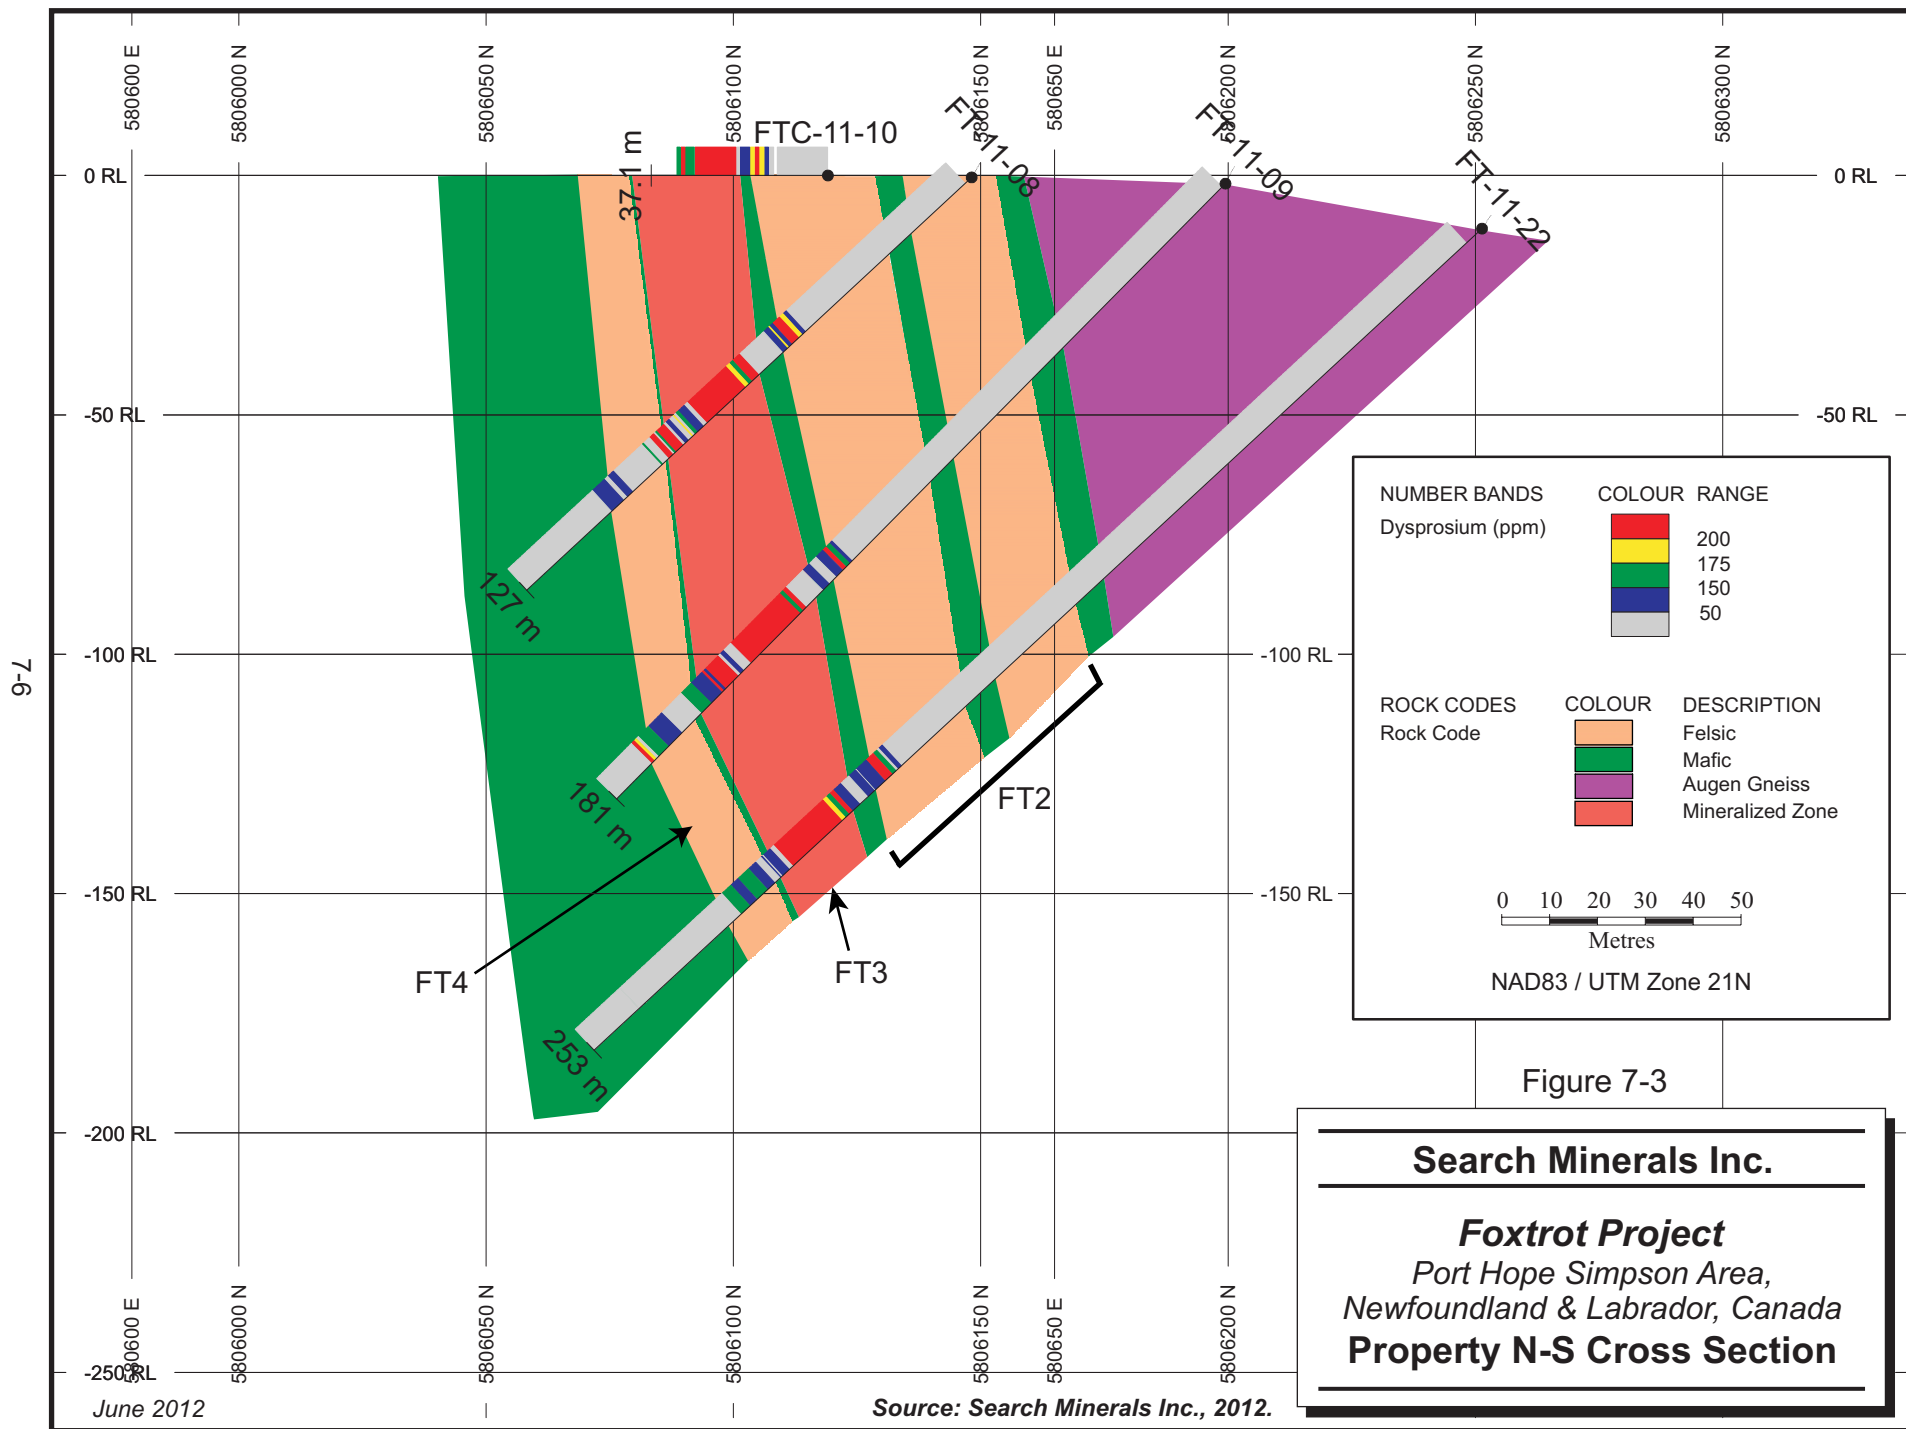 5806600 E
5806000 N
5806050 N
5806100 N
5806150 N
5806650 E
5806200 N
5806250 N
5806300 N
37.1 m
FTC-11-10
FT-11-08
FT-11-09
FT-11-22
0 RL
0 RL
-50 RL
-50 RL
-100 RL
-100 RL
-150 RL
-150 RL
-200 RL
-250 RL
127 m
181 m
253 m
FT2
FT3
FT4
7-6
NUMBER BANDS COLOUR RANGE
Dysprosium (ppm)
200
175
150
50
ROCK CODES COLOUR DESCRIPTION
Rock Code Felsic
Mafic
Augen Gneiss
Mineralized Zone
0 10 20 30 40 50
Metres
NAD83 / UTM Zone 21N
Figure 7-3
Search Minerals Inc.
Foxtrot Project
Port Hope Simpson Area,
Newfoundland & Labrador, Canada
Property N-S Cross Section
5806600 E
5806000 N
5806050 N
5806100 N
5806150 N
5806650 E
5806200 N
June 2012
Source: Search Minerals Inc., 2012.